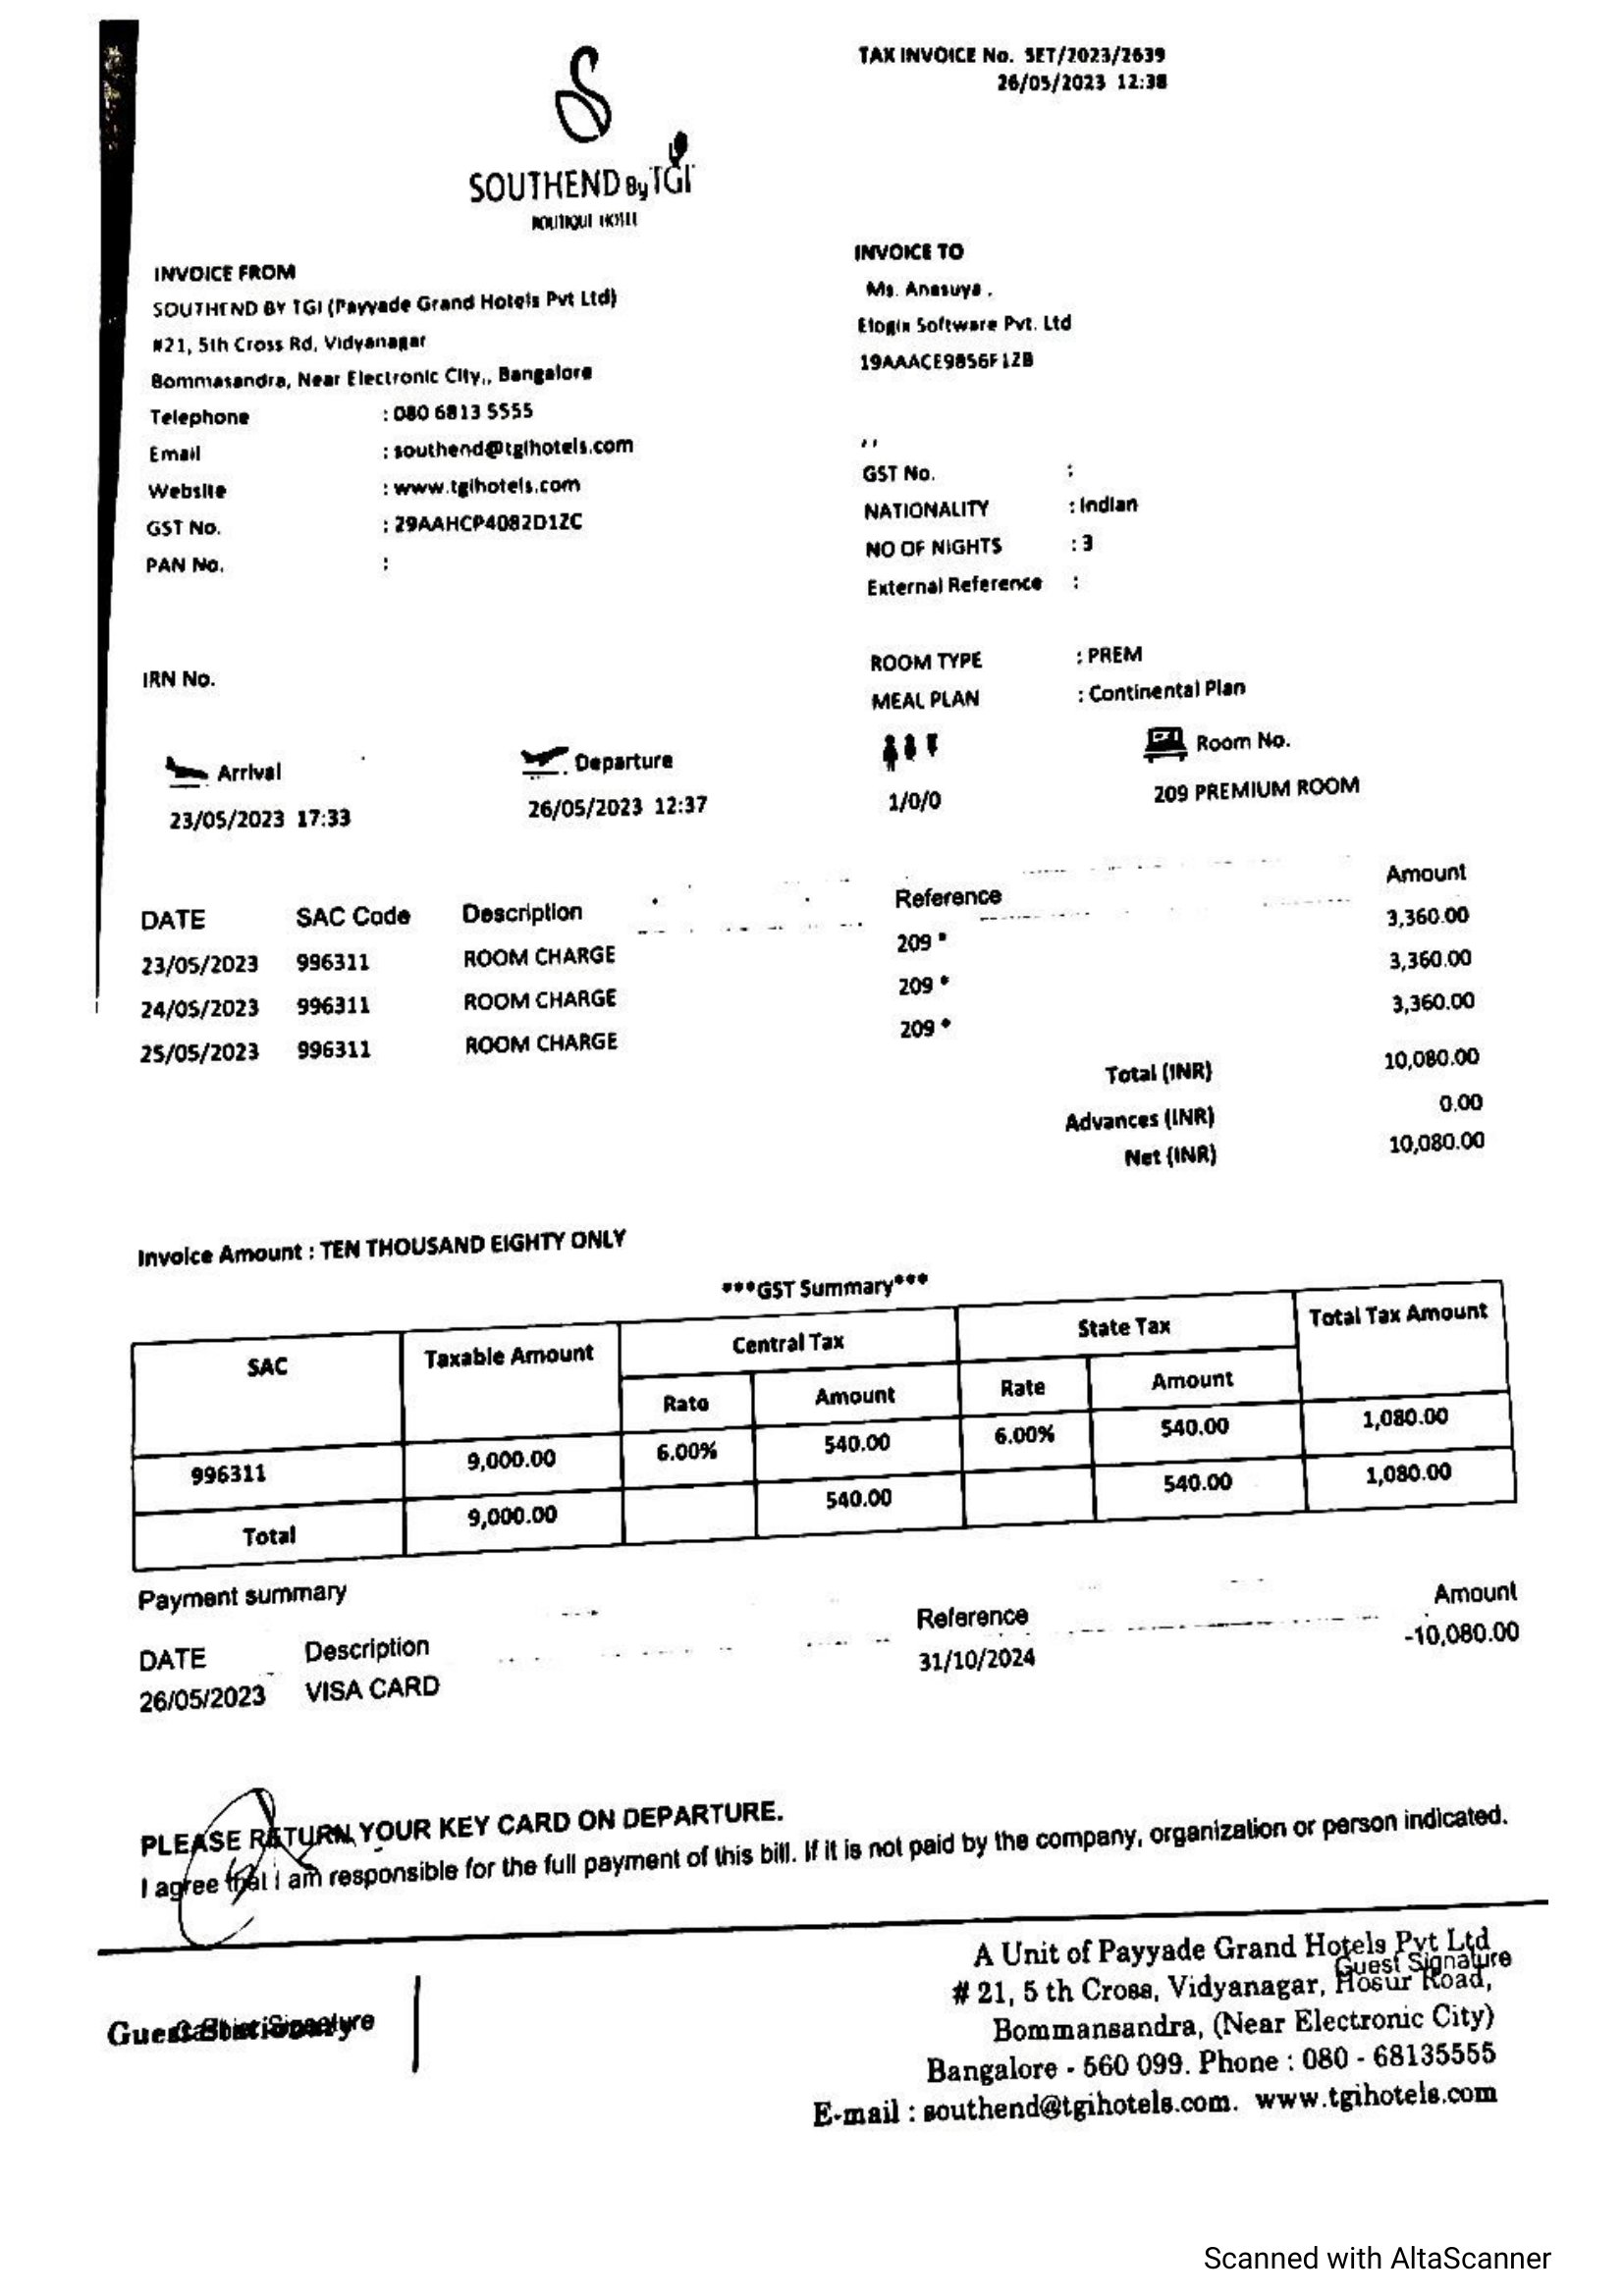 TAX INVOICE No. SET/2023/2639
26/05/2023 12:38
SOUTHEND By TGI
BOUTIQUE HOTEL
INVOICE FROM
SOUTHEND BY TGI (Payyade Grand Hotels Pvt Ltd)
#21, 5th Cross Rd, Vidyanagar
Bommasandra, Near Electronic City,, Bangalore
Telephone : 080 6813 5555
Email : southend@tgihotels.com
Website : www.tgihotels.com
GST No. : 29AAHCP4082D1ZC
PAN No. :
IRN No.
INVOICE TO
Ms. Anasuya .
Elogix Software Pvt. Ltd
19AAACE9856F1ZB
, ,
GST No. :
NATIONALITY : Indian
NO OF NIGHTS : 3
External Reference :
ROOM TYPE : PREM
MEAL PLAN : Continental Plan
Arrival Departure Room No.
23/05/2023 17:33 26/05/2023 12:37 1/0/0 209 PREMIUM ROOM
DATE SAC Code Description Reference Amount
23/05/2023 996311 ROOM CHARGE 209 * 3,360.00
24/05/2023 996311 ROOM CHARGE 209 * 3,360.00
25/05/2023 996311 ROOM CHARGE 209 * 3,360.00
Total (INR) 10,080.00
Advances (INR) 0.00
Net (INR) 10,080.00
Invoice Amount : TEN THOUSAND EIGHTY ONLY
***GST Summary***
SAC Taxable Amount Central Tax State Tax Total Tax Amount
Rate Amount Rate Amount
996311 9,000.00 6.00% 540.00 6.00% 540.00 1,080.00
Total 9,000.00 540.00 540.00 1,080.00
Payment summary
DATE Description Reference Amount
26/05/2023 VISA CARD 31/10/2024 -10,080.00
PLEASE RETURN YOUR KEY CARD ON DEPARTURE.
I agree that I am responsible for the full payment of this bill. If it is not paid by the company, organization or person indicated.
Guest Stationary
Cashier Signature
Guest Signature
A Unit of Payyade Grand Hotels Pvt Ltd
# 21, 5 th Cross, Vidyanagar, Hosur Road,
Bommansandra, (Near Electronic City)
Bangalore - 560 099. Phone : 080 - 68135555
E-mail : southend@tgihotels.com. www.tgihotels.com
Scanned with AltaScanner